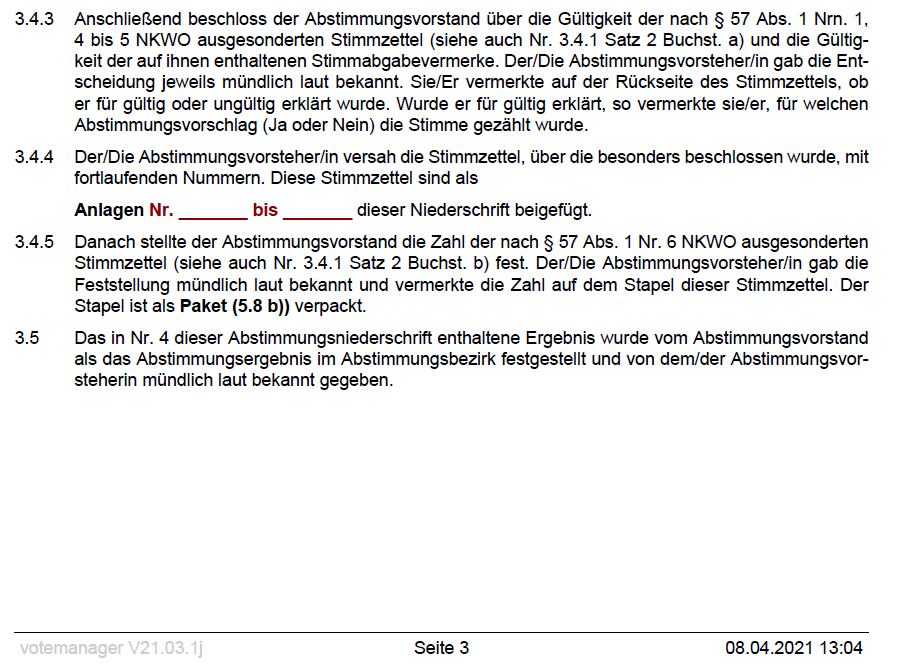 3.4.3 Anschließend beschloss der Abstimmungsvorstand über die Gültigkeit der nach § 57 Abs. 1 Nrn. 1,
4 bis 5 NKWO ausgesonderten Stimmzettel (siehe auch Nr. 3.4.1 Satz 2 Buchst. a) und die Gültig-
keit der auf ihnen enthaltenen Stimmabgabevermerke. Der/Die Abstimmungsvorsteher/in gab die Ent-
scheidung jeweils mündlich laut bekannt. Sie/Er vermerkte auf der Rückseite des Stimmzettels, ob
er für gültig oder ungültig erklärt wurde. Wurde er für gültig erklärt, so vermerkte sie/er, für welchen
Abstimmungsvorschlag (Ja oder Nein) die Stimme gezählt wurde.
3.4.4 Der/Die Abstimmungsvorsteher/in versah die Stimmzettel, über die besonders beschlossen wurde, mit
fortlaufenden Nummern. Diese Stimmzettel sind als
Anlagen Nr. _______ bis _______ dieser Niederschrift beigefügt.
3.4.5 Danach stellte der Abstimmungsvorstand die Zahl der nach § 57 Abs. 1 Nr. 6 NKWO ausgesonderten
Stimmzettel (siehe auch Nr. 3.4.1 Satz 2 Buchst. b) fest. Der/Die Abstimmungsvorsteher/in gab die
Feststellung mündlich laut bekannt und vermerkte die Zahl auf dem Stapel dieser Stimmzettel. Der
Stapel ist als Paket (5.8 b)) verpackt.
3.5 Das in Nr. 4 dieser Abstimmungsniederschrift enthaltene Ergebnis wurde vom Abstimmungsvorstand
als das Abstimmungsergebnis im Abstimmungsbezirk festgestellt und von dem/der Abstimmungsvor-
steherin mündlich laut bekannt gegeben.
votemanager V21.03.1j Seite 3 08.04.2021 13:04